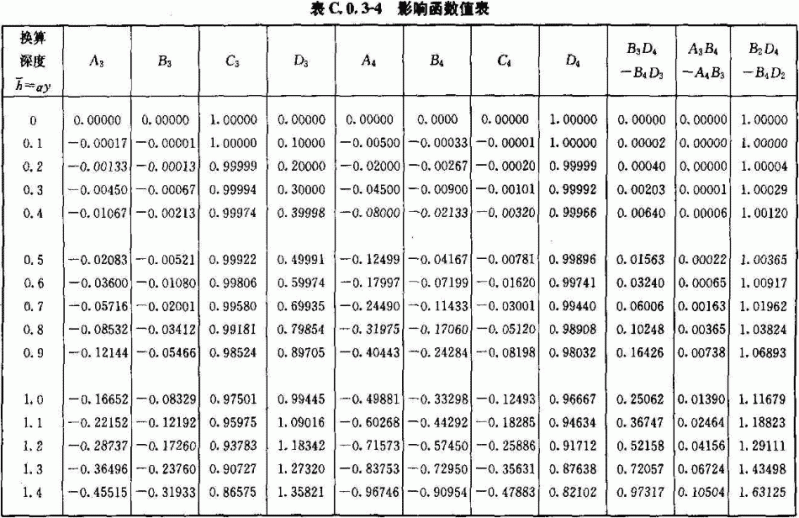 表 C.0.3-4 影响函数值表
换算深度 h̄=αy A₃ B₃ C₃ D₃ A₄ B₄ C₄ D₄ B₃D₄−B₄D₃ A₃B₄−A₄B₃ B₂D₄−B₄D₂
0 0.00000 0.00000 1.00000 0.00000 0.00000 0.0000 0.00000 1.00000 0.00000 0.00000 1.00000
0.1 −0.00017 −0.00001 1.00000 0.10000 −0.00500 −0.00033 −0.00001 1.00000 0.00002 0.00000 1.00000
0.2 −0.00133 −0.00013 0.99999 0.20000 −0.02000 −0.00267 −0.00020 0.99999 0.00040 0.00000 1.00004
0.3 −0.00450 −0.00067 0.99994 0.30000 −0.04500 −0.00900 −0.00101 0.99992 0.00203 0.00001 1.00029
0.4 −0.01067 −0.00213 0.99974 0.39998 −0.08000 −0.02133 −0.00320 0.99966 0.00640 0.00006 1.00120
0.5 −0.02083 −0.00521 0.99922 0.49991 −0.12499 −0.04167 −0.00781 0.99896 0.01563 0.00022 1.00365
0.6 −0.03600 −0.01080 0.99806 0.59974 −0.17997 −0.07199 −0.01620 0.99741 0.03240 0.00065 1.00917
0.7 −0.05716 −0.02001 0.99580 0.69935 −0.24490 −0.11433 −0.03001 0.99440 0.06006 0.00163 1.01962
0.8 −0.08532 −0.03412 0.99181 0.79854 −0.31975 −0.17060 −0.05120 0.98908 0.10248 0.00365 1.03824
0.9 −0.12144 −0.05466 0.98524 0.89705 −0.40443 −0.24284 −0.08198 0.98032 0.16426 0.00738 1.06893
1.0 −0.16652 −0.08329 0.97501 0.99445 −0.49881 −0.33298 −0.12493 0.96667 0.25062 0.01390 1.11679
1.1 −0.22152 −0.12192 0.95975 1.09016 −0.60268 −0.44292 −0.18285 0.94634 0.36747 0.02464 1.18823
1.2 −0.28737 −0.17260 0.93783 1.18342 −0.71573 −0.57450 −0.25886 0.91712 0.52158 0.04156 1.29111
1.3 −0.36496 −0.23760 0.90727 1.27320 −0.83753 −0.72950 −0.35631 0.87638 0.72057 0.06724 1.43498
1.4 −0.45515 −0.31933 0.86575 1.35821 −0.96746 −0.90954 −0.47883 0.82102 0.97317 0.10504 1.63125